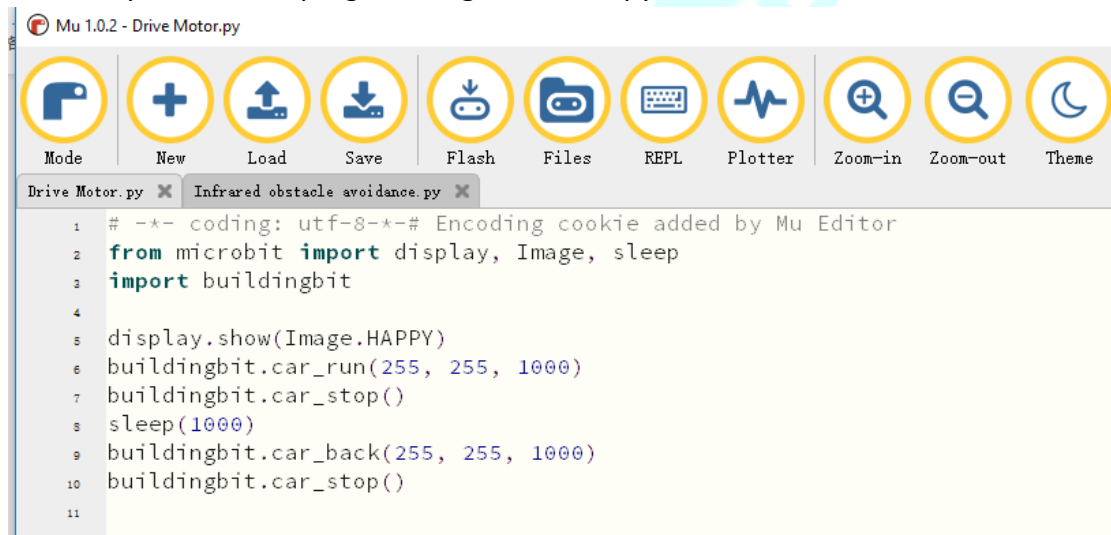 Mu 1.0.2 - Drive Motor.py
Mode New Load Save Flash Files REPL Plotter Zoom-in Zoom-out Theme
Drive Motor.py Infrared obstacle avoidance.py
1 # -*- coding: utf-8-*-# Encoding cookie added by Mu Editor
2 from microbit import display, Image, sleep
3 import buildingbit
4
5 display.show(Image.HAPPY)
6 buildingbit.car_run(255, 255, 1000)
7 buildingbit.car_stop()
8 sleep(1000)
9 buildingbit.car_back(255, 255, 1000)
10 buildingbit.car_stop()
11